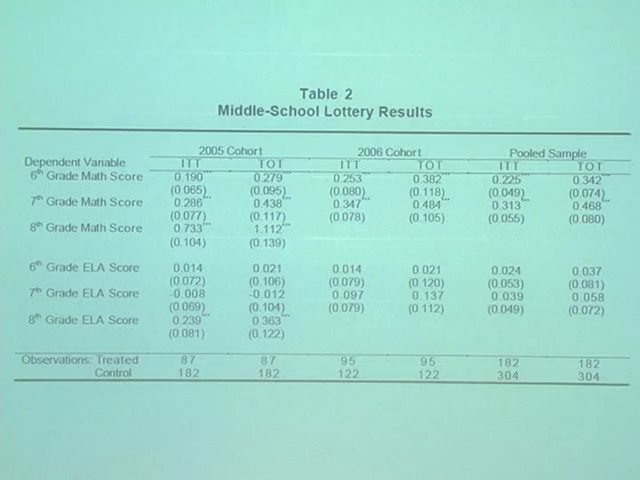 Table 2
Middle-School Lottery Results
2005 Cohort 2006 Cohort Pooled Sample
Dependent Variable ITT TOT ITT TOT ITT TOT
6th Grade Math Score 0.190*** 0.279*** 0.253*** 0.382*** 0.225*** 0.342***
(0.065) (0.095) (0.080) (0.118) (0.049) (0.074)
7th Grade Math Score 0.286*** 0.438*** 0.347*** 0.484*** 0.313*** 0.468***
(0.077) (0.117) (0.078) (0.105) (0.055) (0.080)
8th Grade Math Score 0.733*** 1.112***
(0.104) (0.139)
6th Grade ELA Score 0.014 0.021 0.014 0.021 0.024 0.037
(0.072) (0.106) (0.079) (0.120) (0.053) (0.081)
7th Grade ELA Score -0.008 -0.012 0.097 0.137 0.039 0.058
(0.069) (0.104) (0.079) (0.112) (0.049) (0.072)
8th Grade ELA Score 0.239*** 0.363***
(0.081) (0.122)
Observations: Treated 87 87 95 95 182 182
Control 182 182 122 122 304 304